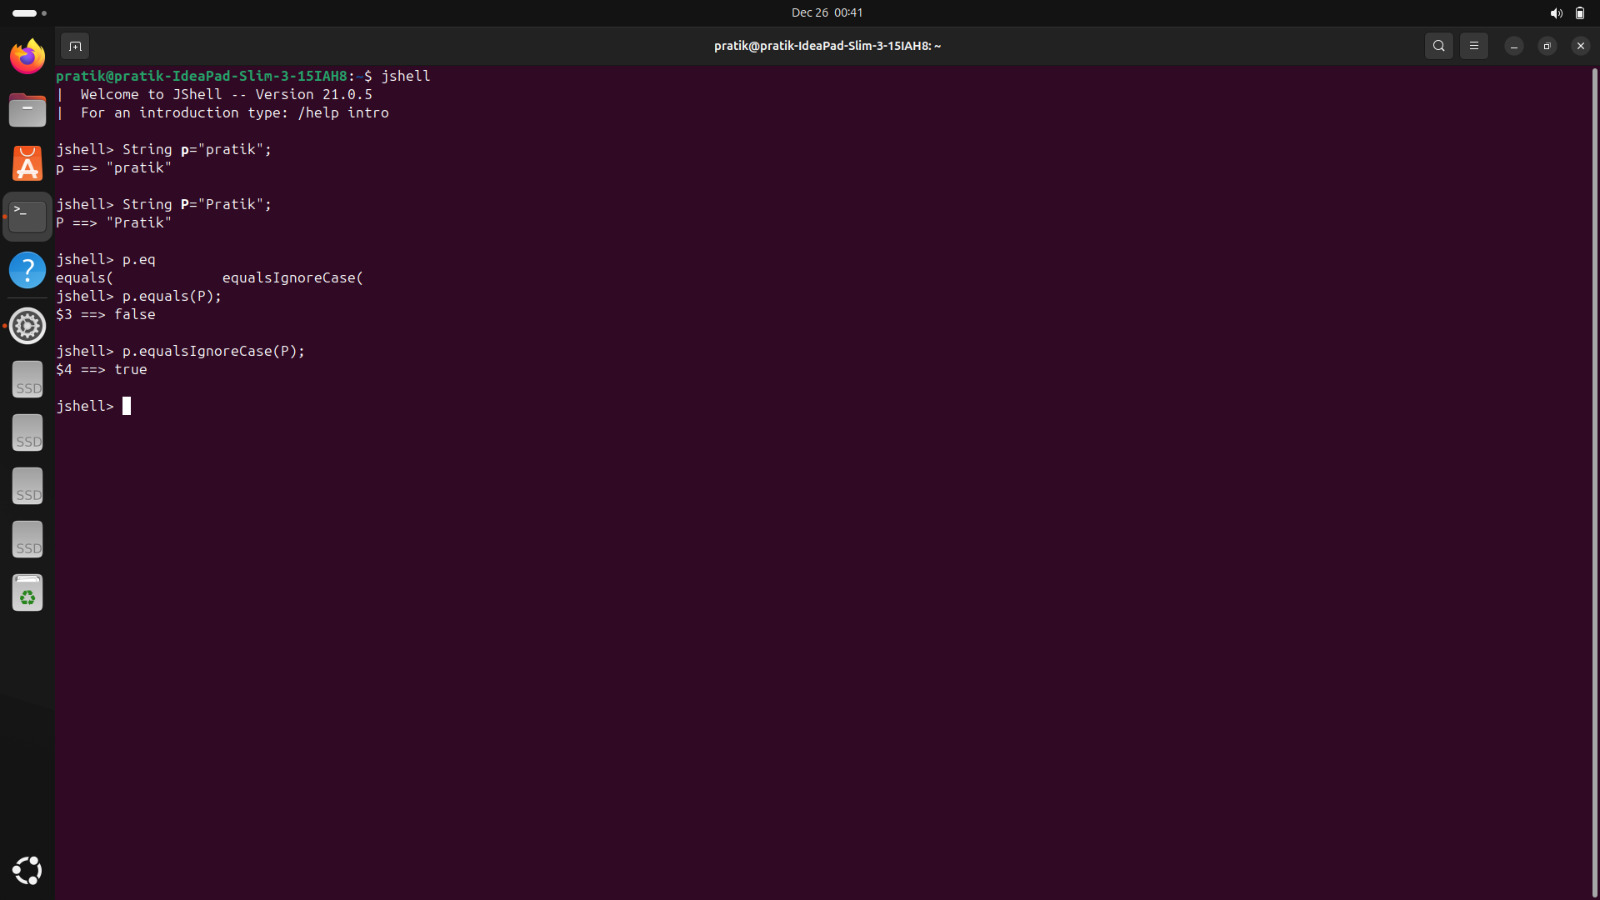 Dec 26 00:41
pratik@pratik-IdeaPad-Slim-3-15IAH8: ~
pratik@pratik-IdeaPad-Slim-3-15IAH8:~$ jshell
|  Welcome to JShell -- Version 21.0.5
|  For an introduction type: /help intro
jshell> String p="pratik";
p ==> "pratik"
jshell> String P="Pratik";
P ==> "Pratik"
jshell> p.eq
equals(             equalsIgnoreCase(
jshell> p.equals(P);
$3 ==> false
jshell> p.equalsIgnoreCase(P);
$4 ==> true
jshell>
>_
?
SSD
SSD
SSD
SSD